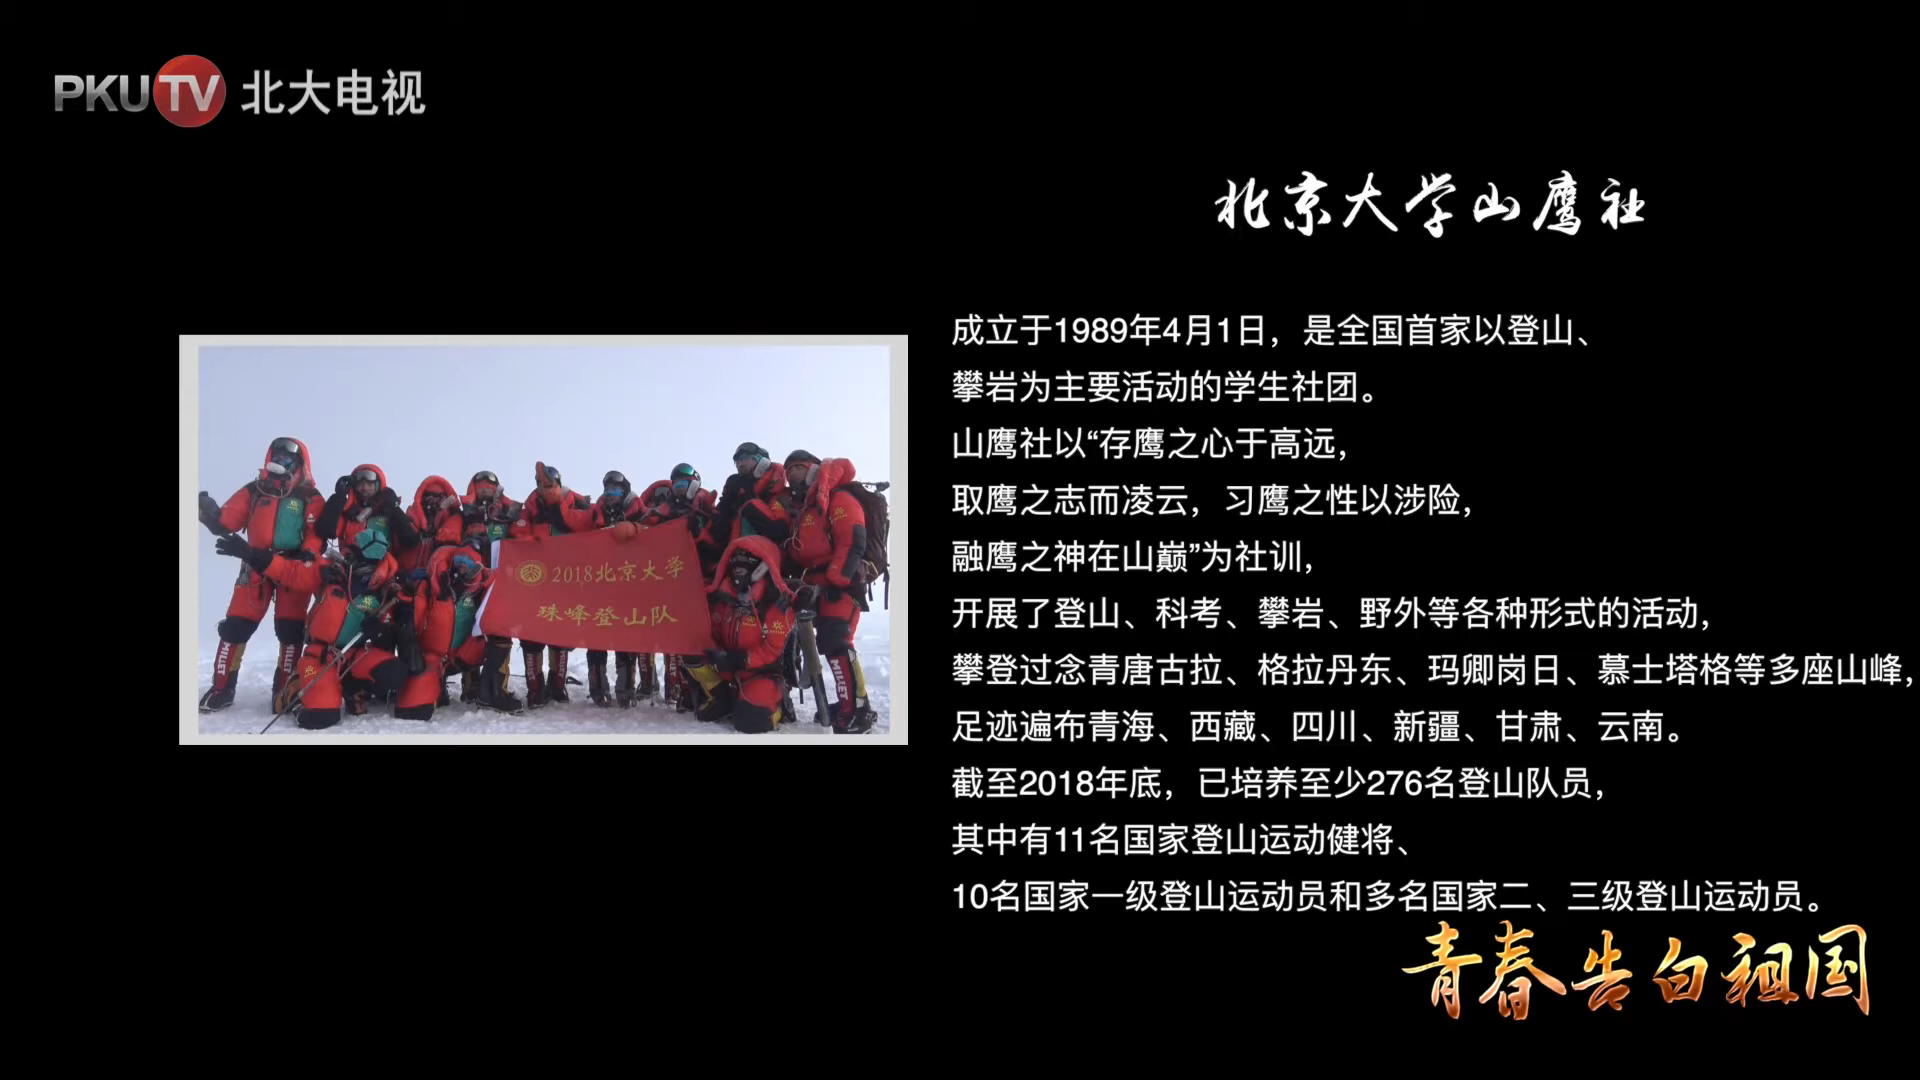 PKUTV 北大电视
北京大学山鹰社
成立于1989年4月1日，是全国首家以登山、
攀岩为主要活动的学生社团。
山鹰社以“存鹰之心于高远，
取鹰之志而凌云，习鹰之性以涉险，
融鹰之神在山巅”为社训，
开展了登山、科考、攀岩、野外等各种形式的活动，
攀登过念青唐古拉、格拉丹东、玛卿岗日、慕士塔格等多座山峰，
足迹遍布青海、西藏、四川、新疆、甘肃、云南。
截至2018年底，已培养至少276名登山队员，
其中有11名国家登山运动健将、
10名国家一级登山运动员和多名国家二、三级登山运动员。
2018北京大学
珠峰登山队
MILLET
MILLET
MILLET
MILLET
青春告白祖国